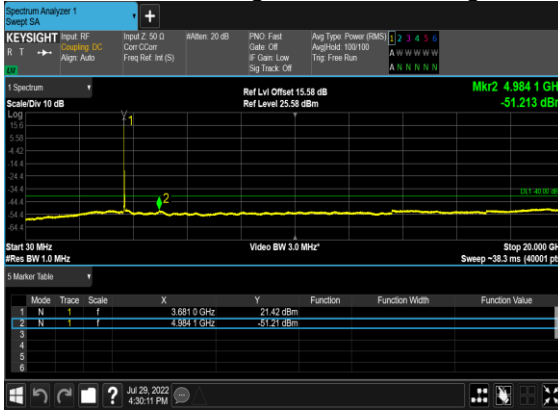 Spectrum Analyzer 1
Swept SA
+
KEYSIGHT
R T
Input: RF
Coupling: DC
Align: Auto
Input Z: 50 Ω
Corr CCorr
Freq Ref: Int (S)
#Atten: 20 dB
PNO: Fast
Gate: Off
IF Gain: Low
Sig Track: Off
Avg Type: Power (RMS)
Avg|Hold: 100/100
Trig: Free Run
1 2 3 4 5 6
A W W W W W
A N N N N N
1 Spectrum
Scale/Div 10 dB
Ref Lvl Offset 15.58 dB
Ref Level 25.58 dBm
Mkr2 4.984 1 GH
-51.213 dBr
Log
15.6
5.58
-4.42
-14.4
-24.4
-34.4
-44.4
-54.4
-64.4
1
2
DL1 -40.00 dB
Start 30 MHz
#Res BW 1.0 MHz
Video BW 3.0 MHz*
Stop 20.000 GH
Sweep ~38.3 ms (40001 pts
5 Marker Table
Mode Trace Scale X Y Function Function Width Function Value
1 N 1 f 3.681 0 GHz 21.42 dBm
2 N 1 f 4.984 1 GHz -51.21 dBm
3
4
5
6
?
Jul 29, 2022
4:30:11 PM